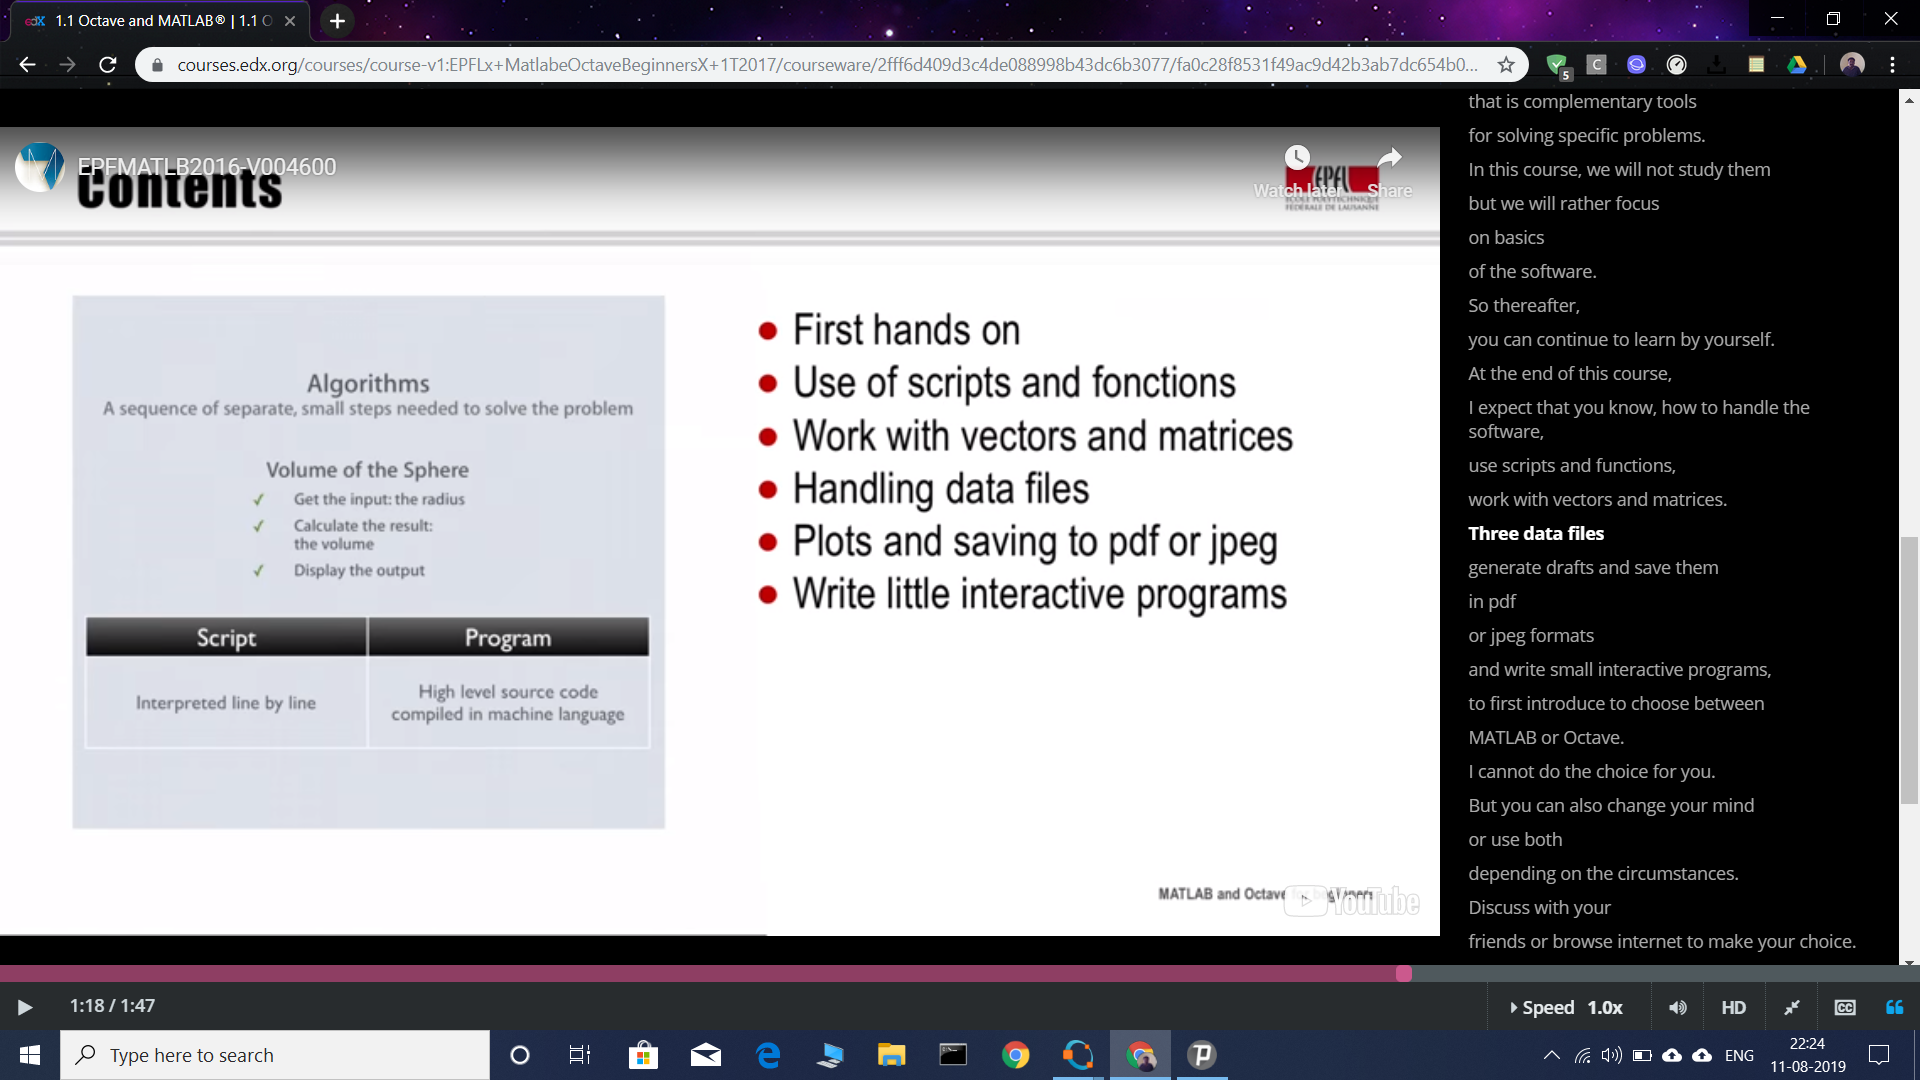 edX 1.1 Octave and MATLAB® | 1.1 O
courses.edx.org/courses/course-v1:EPFLx+MatlabeOctaveBeginnersX+1T2017/courseware/2fff6d409d3c4de088998b43dc6b3077/fa0c28f8531f49ac9d42b3ab7dc654b0...
5
C
EPFMATLB2016-V004600
Contents
Watch later
Share
EPFL
ECOLE POLYTECHNIQUE
FEDERALE DE LAUSANNE
Algorithms
A sequence of separate, small steps needed to solve the problem
Volume of the Sphere
✓ Get the input: the radius
✓ Calculate the result:
the volume
✓ Display the output
Script Program
Interpreted line by line
High level source code
compiled in machine language
• First hands on
• Use of scripts and fonctions
• Work with vectors and matrices
• Handling data files
• Plots and saving to pdf or jpeg
• Write little interactive programs
MATLAB and Octave for beginners
YouTube
that is complementary tools
for solving specific problems.
In this course, we will not study them
but we will rather focus
on basics
of the software.
So thereafter,
you can continue to learn by yourself.
At the end of this course,
I expect that you know, how to handle the
software,
use scripts and functions,
work with vectors and matrices.
Three data files
generate drafts and save them
in pdf
or jpeg formats
and write small interactive programs,
to first introduce to choose between
MATLAB or Octave.
I cannot do the choice for you.
But you can also change your mind
or use both
depending on the circumstances.
Discuss with your
friends or browse internet to make your choice.
1:18 / 1:47
Speed 1.0x
HD
CC
Type here to search
ENG
22:24
11-08-2019